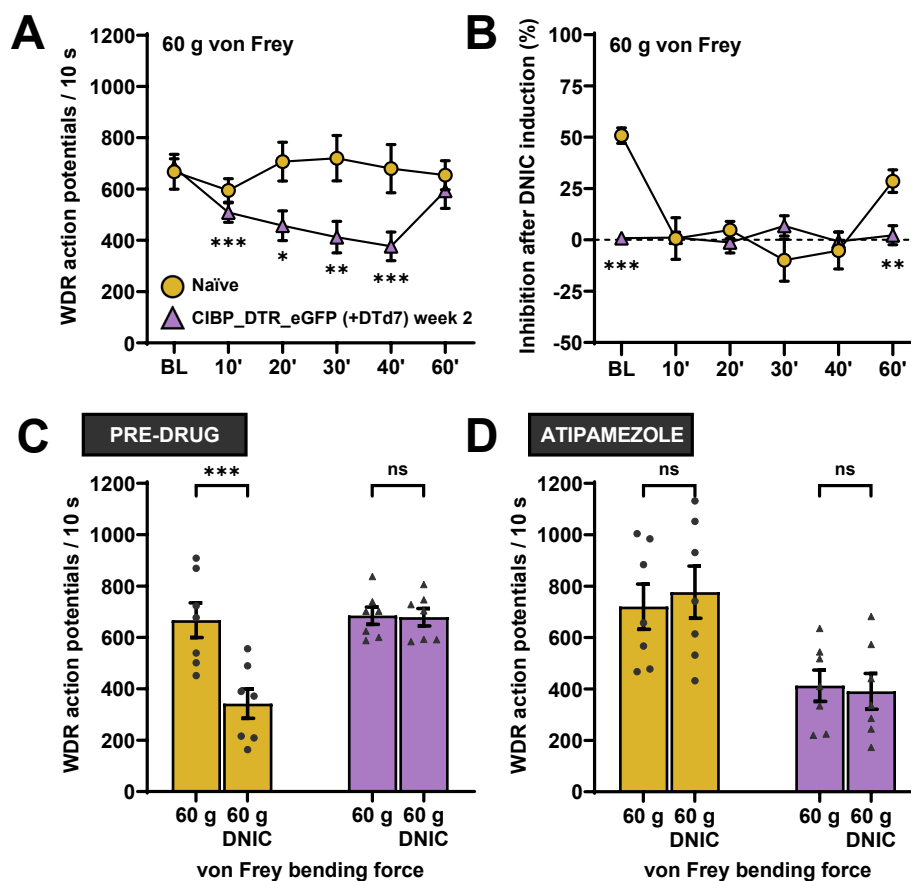 A
60 g von Frey
WDR action potentials / 10 s
1200
1000
800
600
400
200
0
***
*
**
***
Naïve
CIBP_DTR_eGFP (+DTd7) week 2
BL 10' 20' 30' 40' 60'
B
60 g von Frey
Inhibition after DNIC induction (%)
100
75
50
25
0
-25
-50
***
**
BL 10' 20' 30' 40' 60'
C
PRE-DRUG
WDR action potentials / 10 s
1200
1000
800
600
400
200
0
***
ns
60 g 60 g DNIC 60 g 60 g DNIC
von Frey bending force
D
ATIPAMEZOLE
WDR action potentials / 10 s
1200
1000
800
600
400
200
0
ns
ns
60 g 60 g DNIC 60 g 60 g DNIC
von Frey bending force